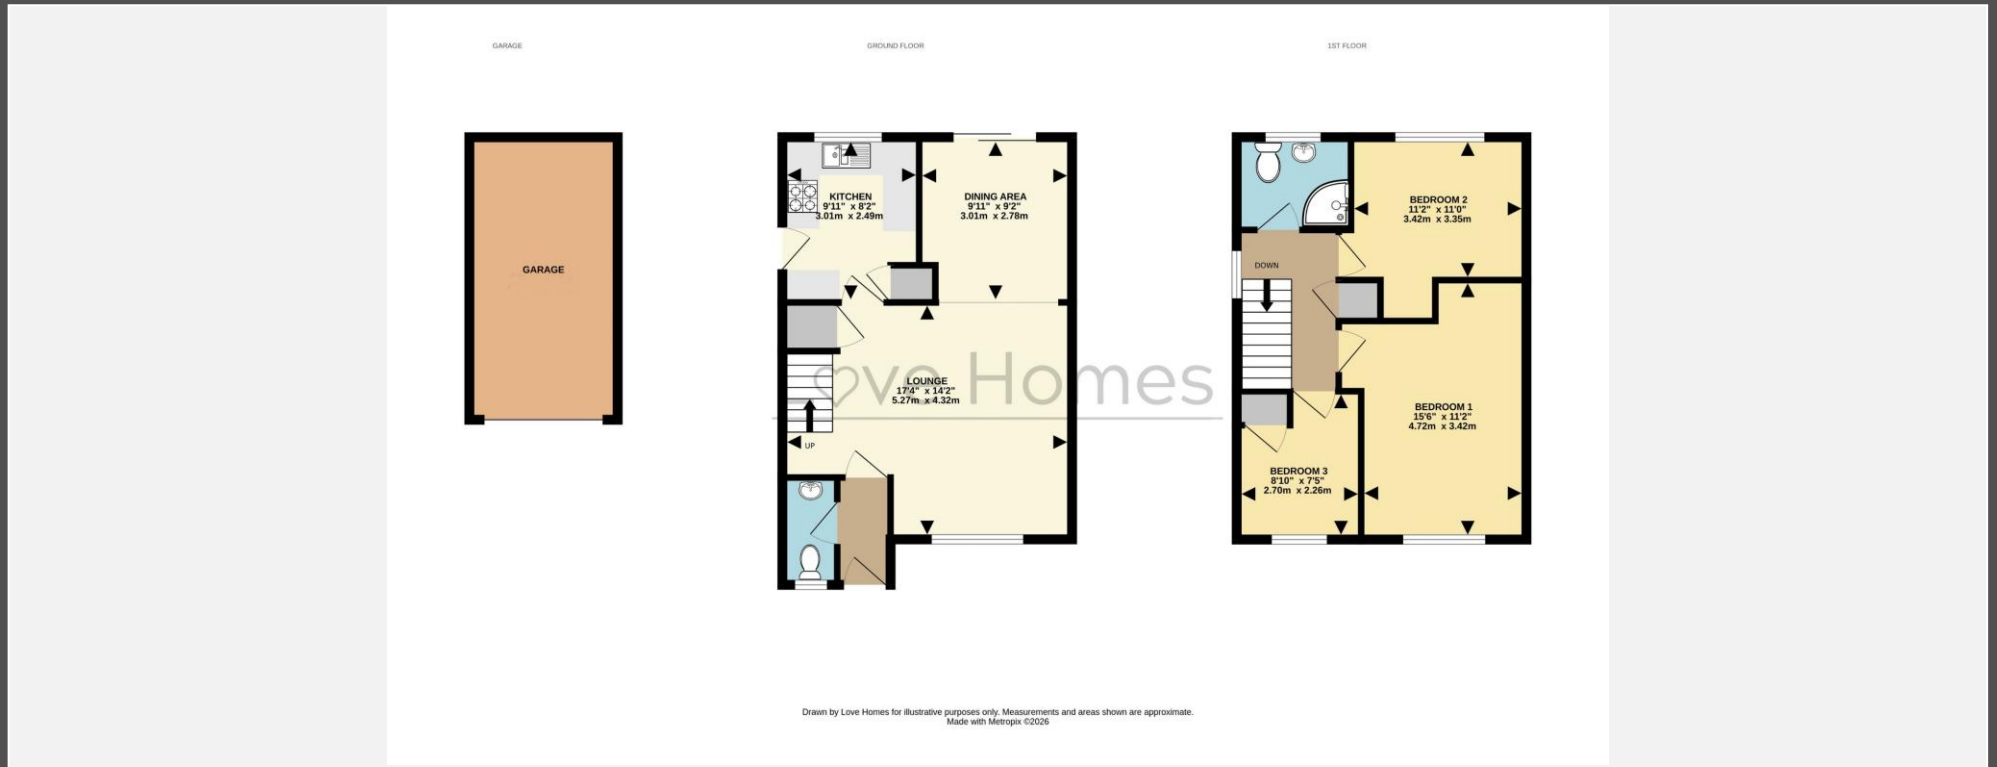 GARAGE
GROUND FLOOR
1ST FLOOR
GARAGE
KITCHEN
9'11" x 8'2"
3.01m x 2.49m
DINING AREA
9'11" x 9'2"
3.01m x 2.78m
LOUNGE
17'4" x 14'2"
5.27m x 4.32m
UP
Love Homes
BEDROOM 2
11'2" x 11'0"
3.42m x 3.35m
DOWN
BEDROOM 1
15'6" x 11'2"
4.72m x 3.42m
BEDROOM 3
8'10" x 7'5"
2.70m x 2.26m
Drawn by Love Homes for illustrative purposes only. Measurements and areas shown are approximate.
Made with Metropix ©2026